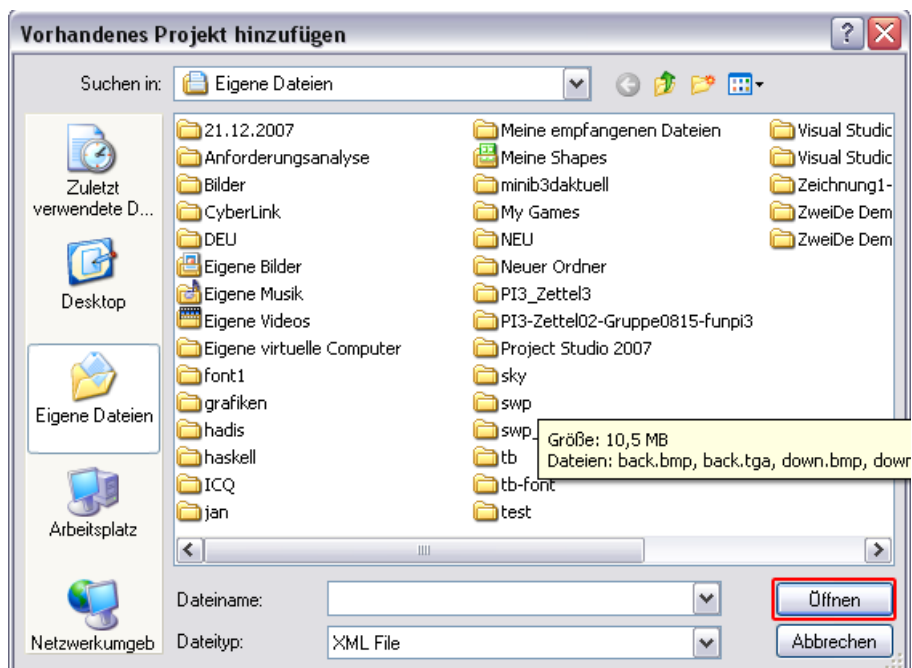 Vorhandenes Projekt hinzufügen
Suchen in:
Eigene Dateien
Zuletzt
verwendete D...
Desktop
Eigene Dateien
Arbeitsplatz
Netzwerkumgeb
21.12.2007
Anforderungsanalyse
Bilder
CyberLink
DEU
Eigene Bilder
Eigene Musik
Eigene Videos
Eigene virtuelle Computer
font1
grafiken
hadis
haskell
ICQ
jan
Meine empfangenen Dateien
Meine Shapes
minib3daktuell
My Games
NEU
Neuer Ordner
PI3_Zettel3
PI3-Zettel02-Gruppe0815-funpi3
Project Studio 2007
sky
swp
swp_
tb
tb-font
test
Visual Studic
Visual Studic
Zeichnung1-
ZweiDe Dem
ZweiDe Dem
Größe: 10,5 MB
Dateien: back.bmp, back.tga, down.bmp, dowr
Dateiname:
Öffnen
Dateityp:
XML File
Abbrechen